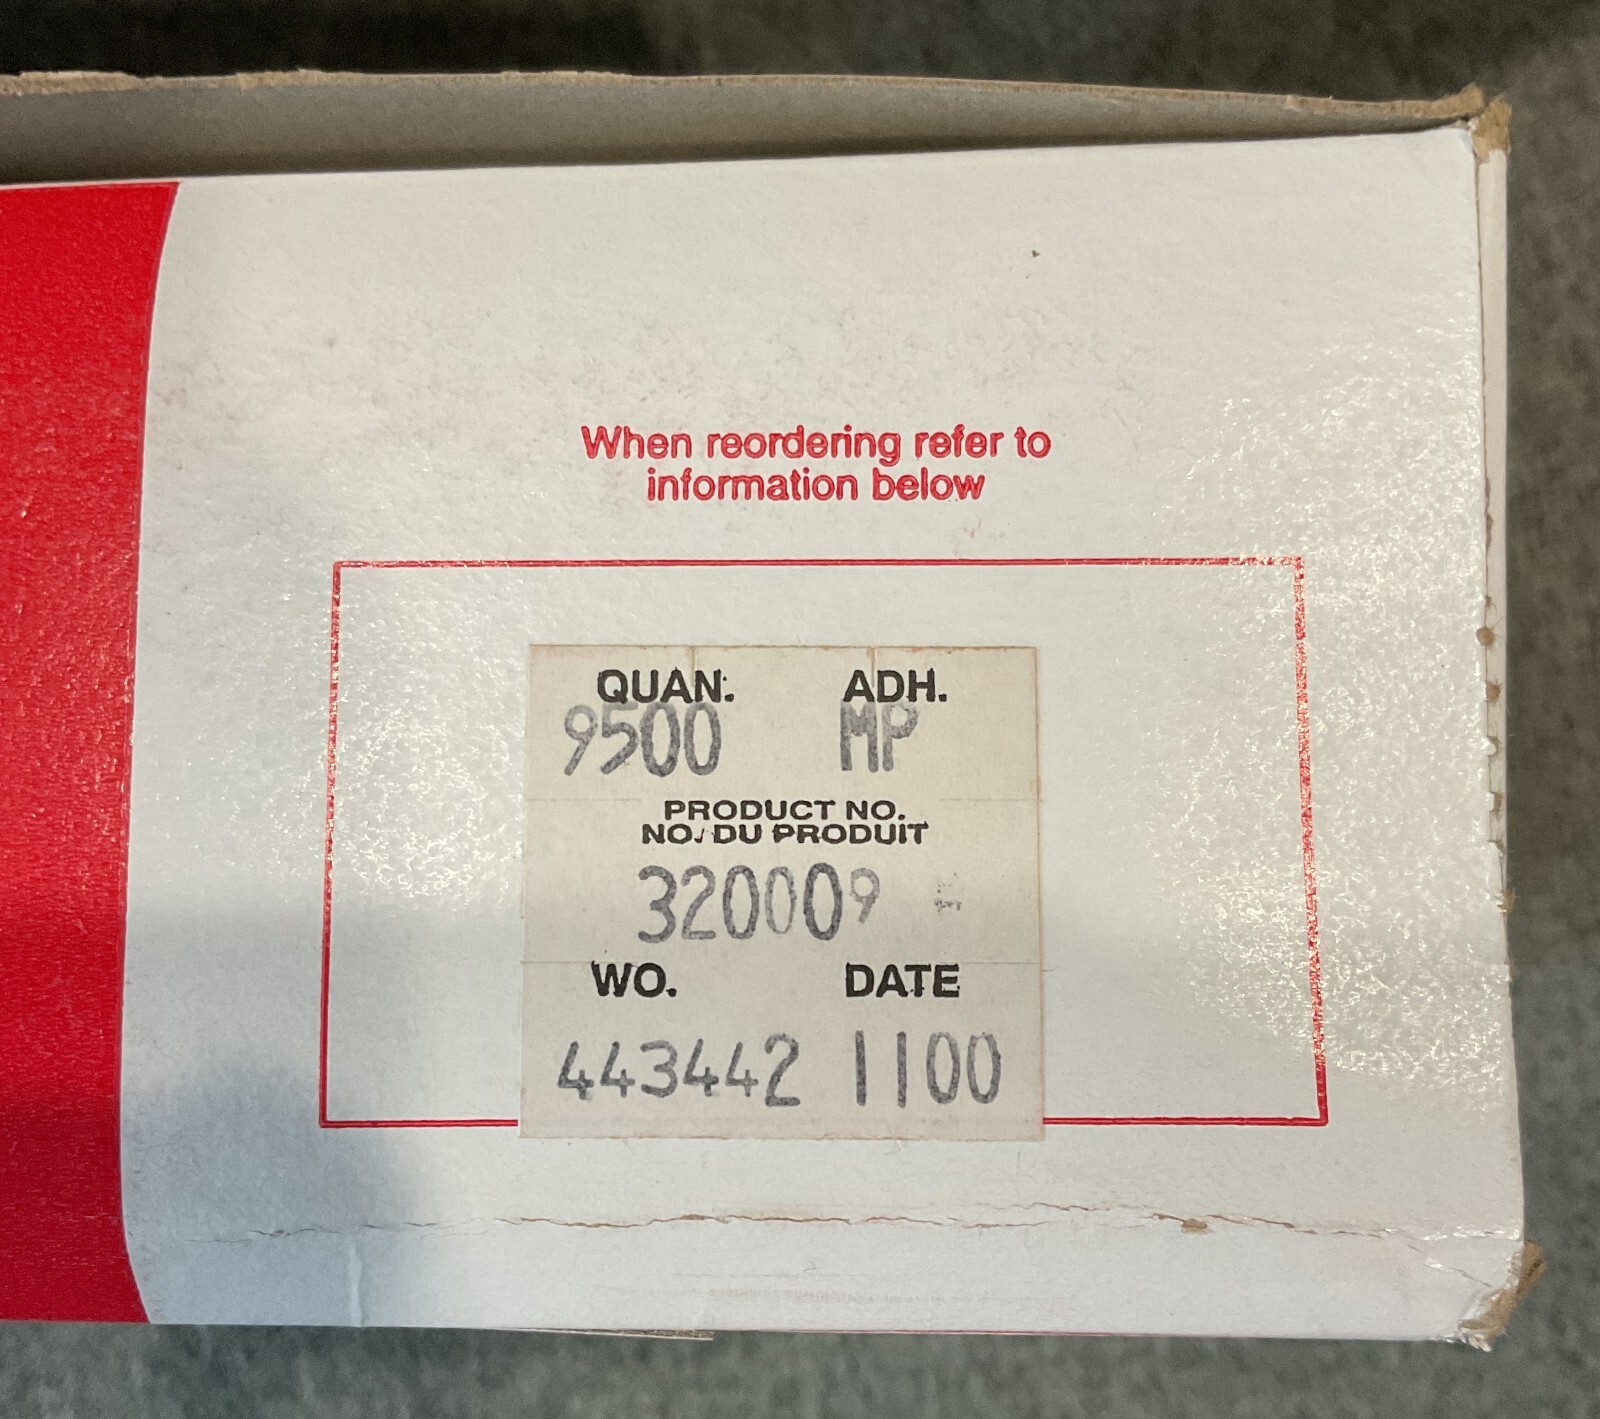 When reordering refer to
information below
QUAN. ADH.
9500 MP
PRODUCT NO.
NO. DU PRODUIT
320009
WO. DATE
443442 1100